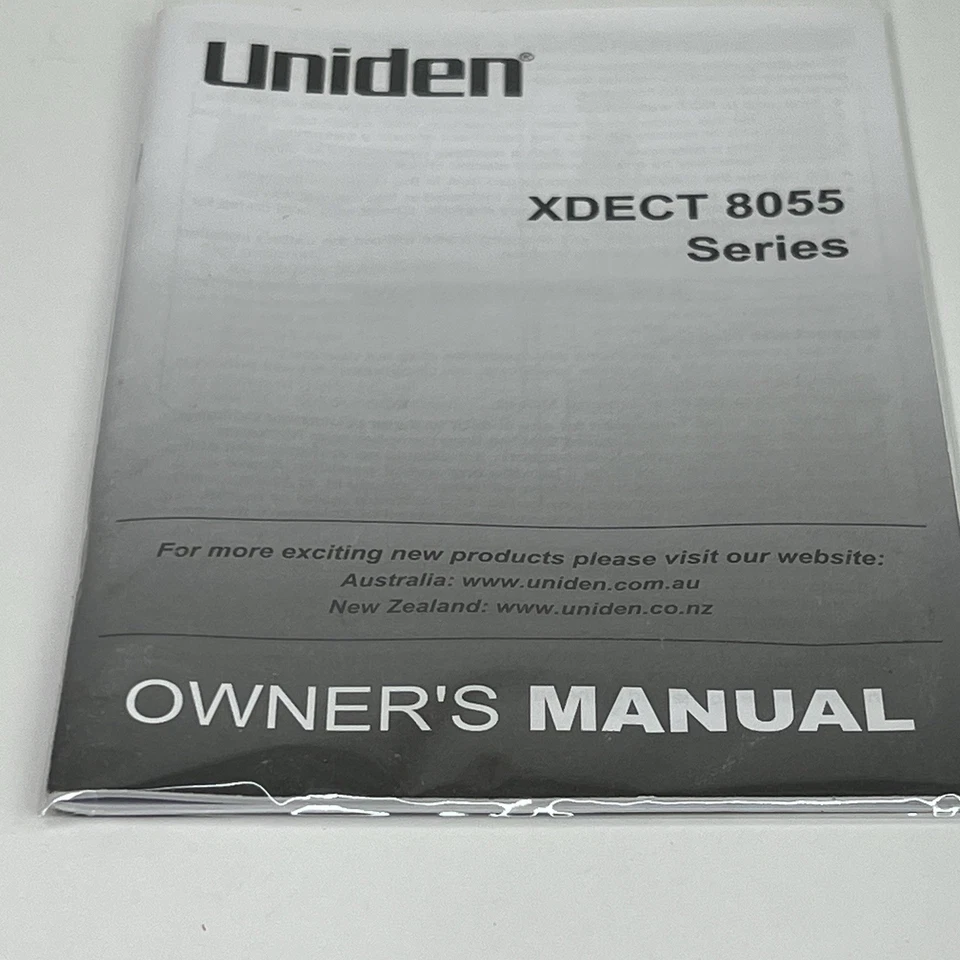 Uniden®
XDECT 8055
Series
For more exciting new products please visit our website:
Australia: www.uniden.com.au
New Zealand: www.uniden.co.nz
OWNER'S MANUAL